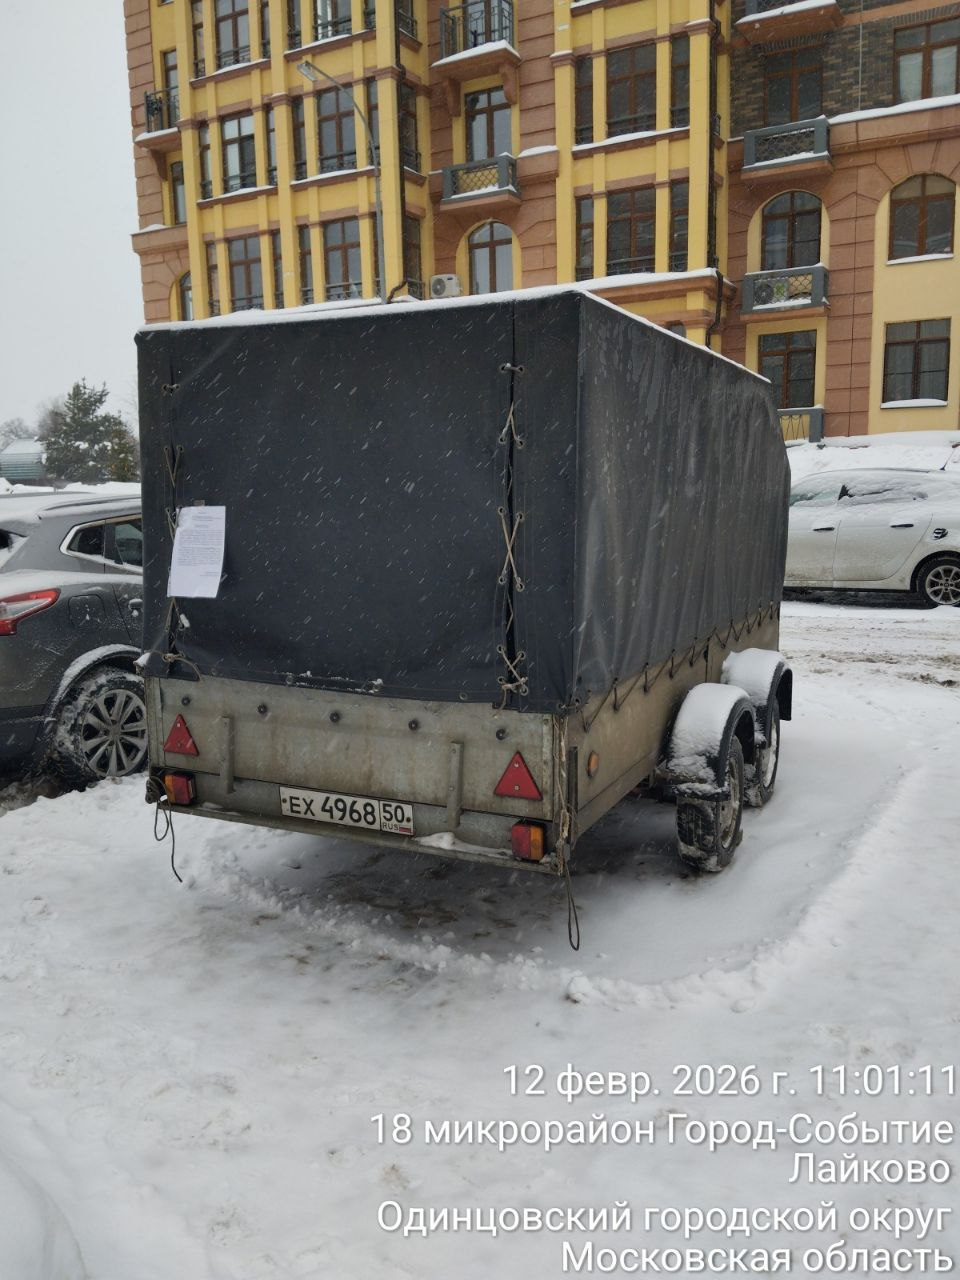 ЕХ 4968 50
RUS
12 февр. 2026 г. 11:01:11
18 микрорайон Город-Событие
Лайково
Одинцовский городской округ
Московская область